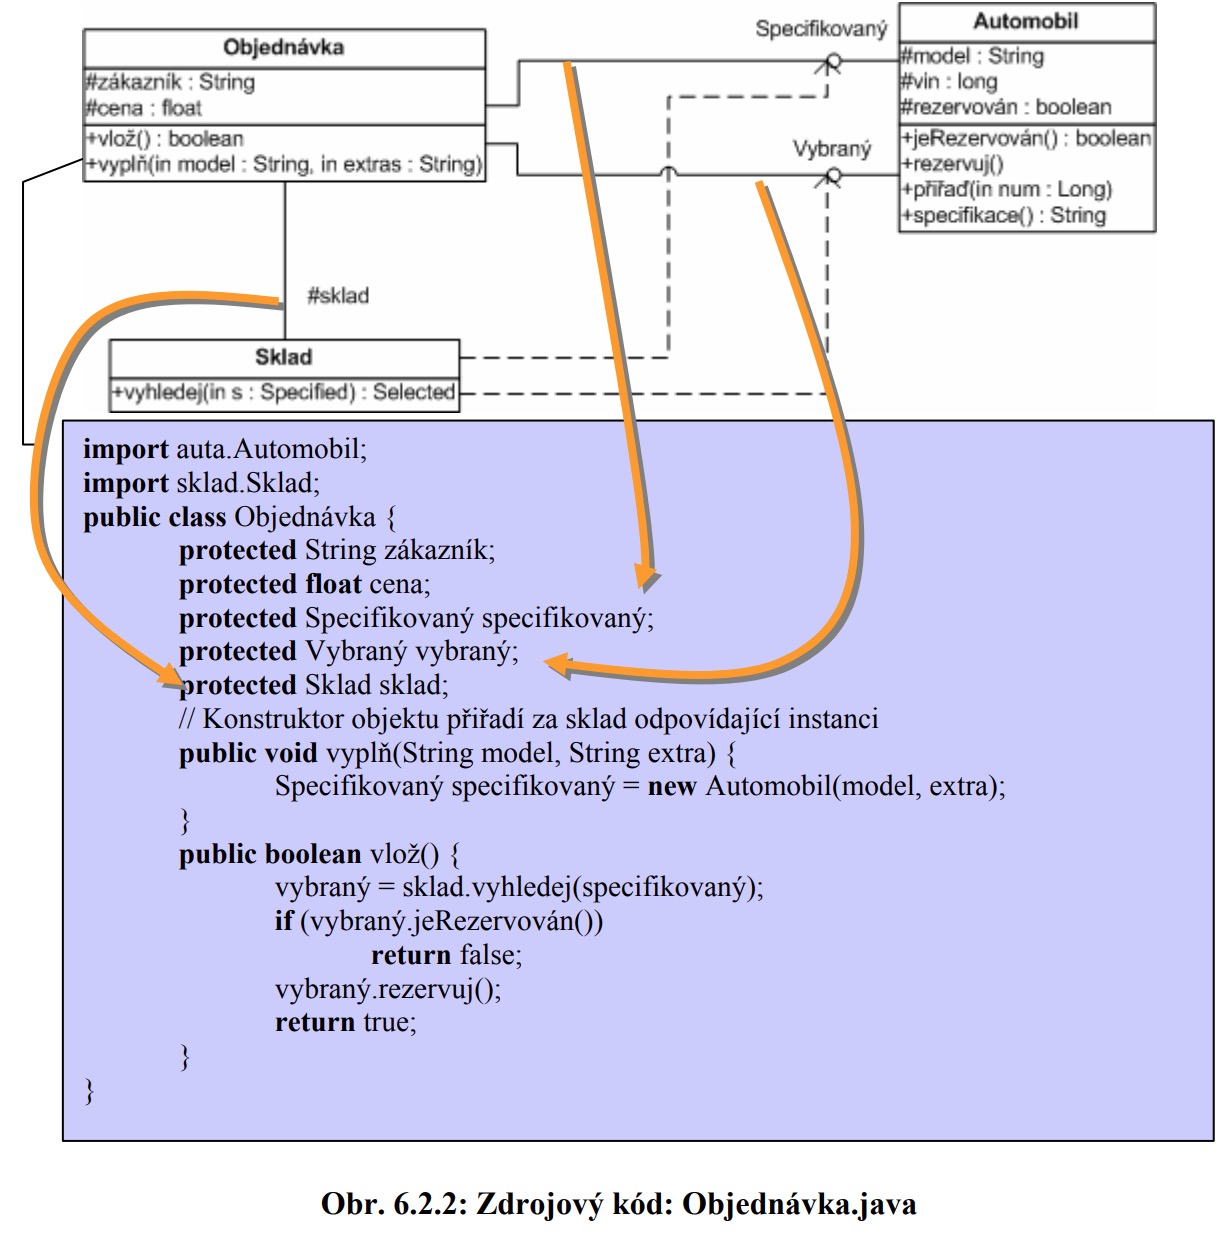 Objednávka
#zákazník : String
#cena : float
+vlož() : boolean
+vyplň(in model : String, in extras : String)
Specifikovaný
Vybraný
Automobil
#model : String
#vin : long
#rezervován : boolean
+jeRezervován() : boolean
+rezervuj()
+přiřaď(in num : Long)
+specifikace() : String
#sklad
Sklad
+vyhledej(in s : Specified) : Selected
import auta.Automobil;
import sklad.Sklad;
public class Objednávka {
protected String zákazník;
protected float cena;
protected Specifikovaný specifikovaný;
protected Vybraný vybraný;
protected Sklad sklad;
// Konstruktor objektu přiřadí za sklad odpovídající instanci
public void vyplň(String model, String extra) {
Specifikovaný specifikovaný = new Automobil(model, extra);
}
public boolean vlož() {
vybraný = sklad.vyhledej(specifikovaný);
if (vybraný.jeRezervován())
return false;
vybraný.rezervuj();
return true;
}
}
Obr. 6.2.2: Zdrojový kód: Objednávka.java